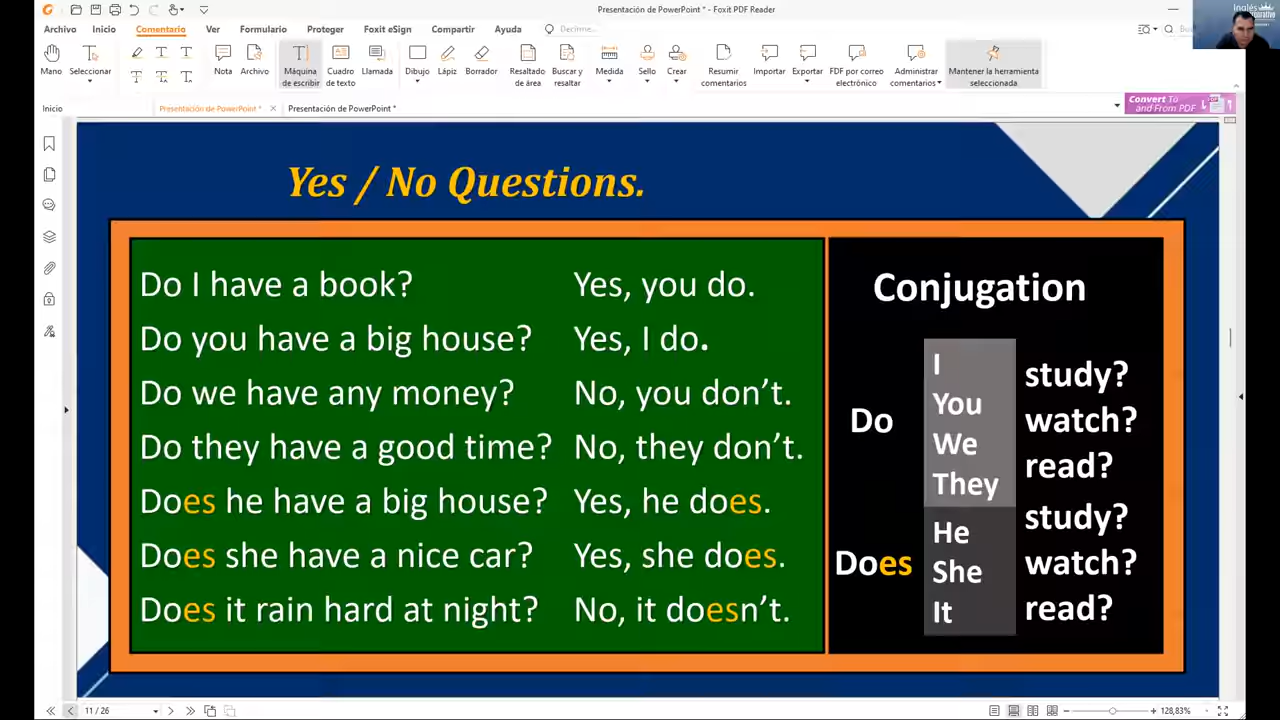 Presentación de PowerPoint * - Foxit PDF Reader
Inglés
Archivo Inicio Comentario Ver Formulario Proteger Foxit eSign Compartir Ayuda Decirme...
Mano Seleccionar Nota Archivo Máquina de escribir Cuadro de texto Llamada Dibujo Lápiz Borrador Resaltado de área Buscar y resaltar Medida Sello Crear Resumir comentarios Importar Exportar FDF por correo electrónico Administrar comentarios Mantener la herramienta seleccionada
Inicio Presentación de PowerPoint * Presentación de PowerPoint *
Convert To
and From PDF
Yes / No Questions.
Do I have a book? Yes, you do.
Do you have a big house? Yes, I do.
Do we have any money? No, you don't.
Do they have a good time? No, they don't.
Does he have a big house? Yes, he does.
Does she have a nice car? Yes, she does.
Does it rain hard at night? No, it doesn't.
Conjugation
Do
I
You
We
They
study?
watch?
read?
Does
He
She
It
study?
watch?
read?
11 / 26
128,83%